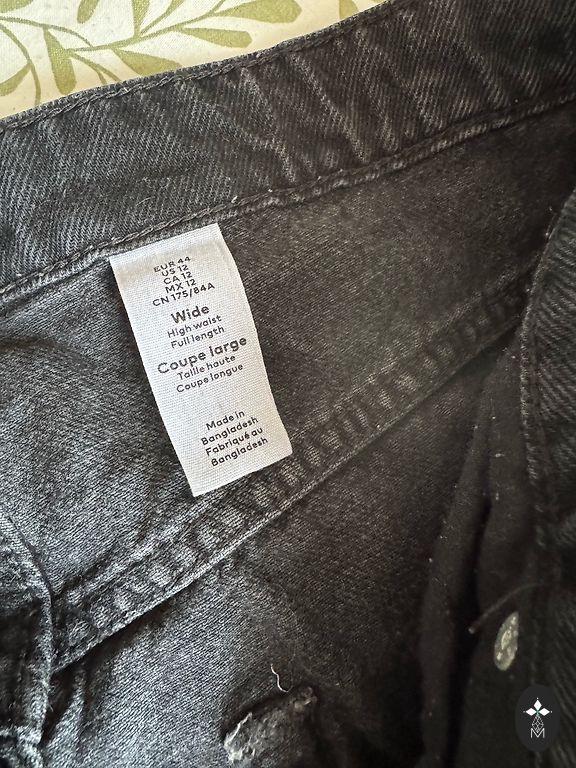 EUR 44
US 12
CA 12
MX 12
CN 175/84A
Wide
High waist
Full length
Coupe large
Taille haute
Coupe longue
Made in
Bangladesh
Fabriqué au
Bangladesh
M